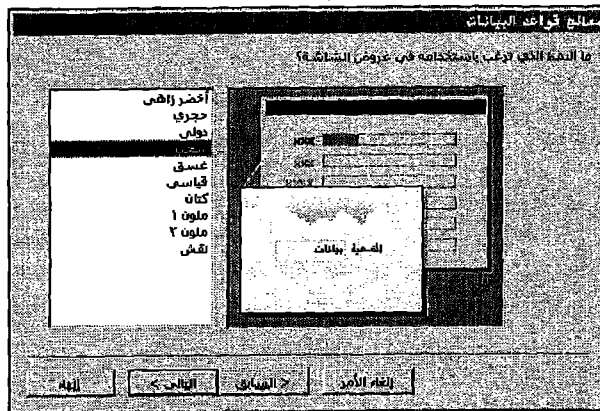 معالج قواعد البيانات
ما النمط الذي ترغب باستخدامه في عروض الشاشة؟
أخضر زاهي
حجري
دولي
غسق
قياسي
كتان
ملون ١
ملون ٢
نقش
بيانات
إلغاء الأمر
< السابق
التالي >
إنهاء